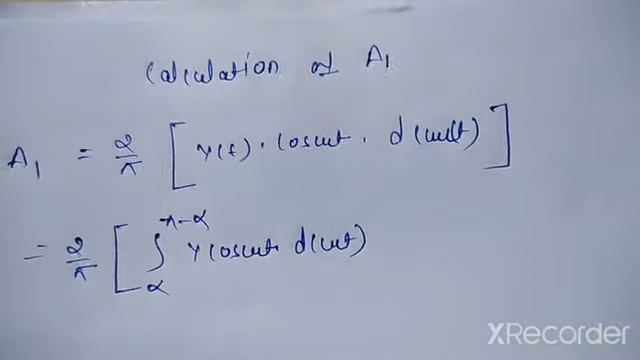 Calculation of A₁
A₁ = 2/π [ Y(t) · cosωt · d(ωt) ]
= 2/π [ ∫_α^{π-α} Y cosωt d(ωt)
XRecorder